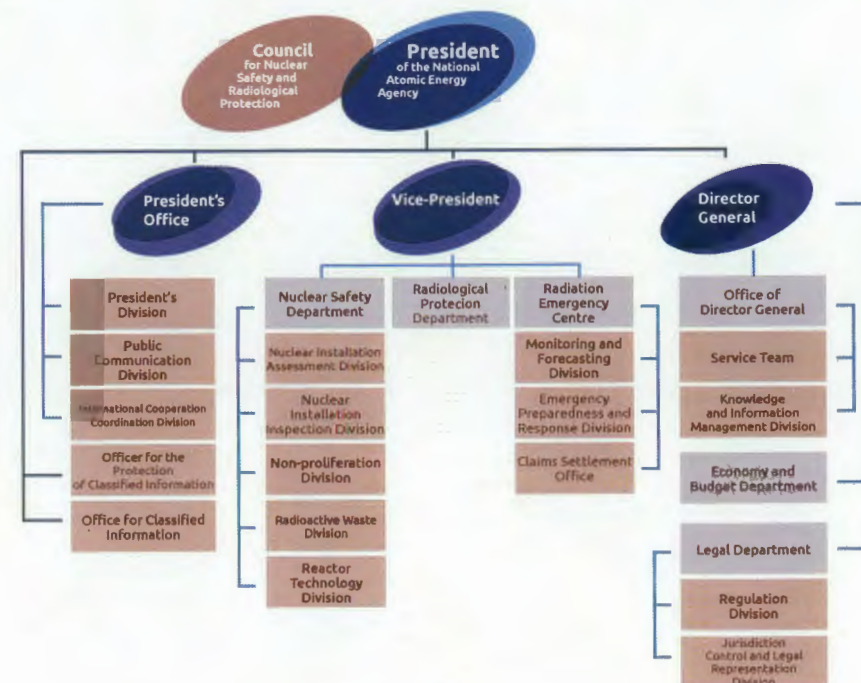 Council
for Nuclear
Safety and
Radiological
Protection
President
of the National
Atomic Energy
Agency
President's
Office
Vice-President
Director
General
President's
Division
Public
Communication
Division
International Cooperation
Coordination Division
Officer for the
Protection
of Classified Information
Office for Classified
Information
Nuclear Safety
Department
Nuclear Installation
Assessment Division
Nuclear
Installation
Inspection Division
Non-proliferation
Division
Radioactive Waste
Division
Reactor
Technology
Division
Radiological
Protecion
Department
Radiation
Emergency
Centre
Monitoring and
Forecasting
Division
Emergency
Preparedness and
Response Division
Claims Settlement
Office
Office of
Director General
Service Team
Knowledge
and Information
Management Division
Economy and
Budget Department
Legal Department
Regulation
Division
Jurisdiction
Control and Legal
Representation
Division